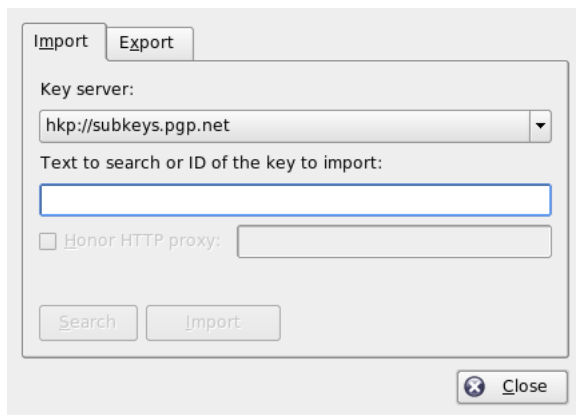 Import Export
Key server:
hkp://subkeys.pgp.net
Text to search or ID of the key to import:
Honor HTTP proxy:
Search Import
Close